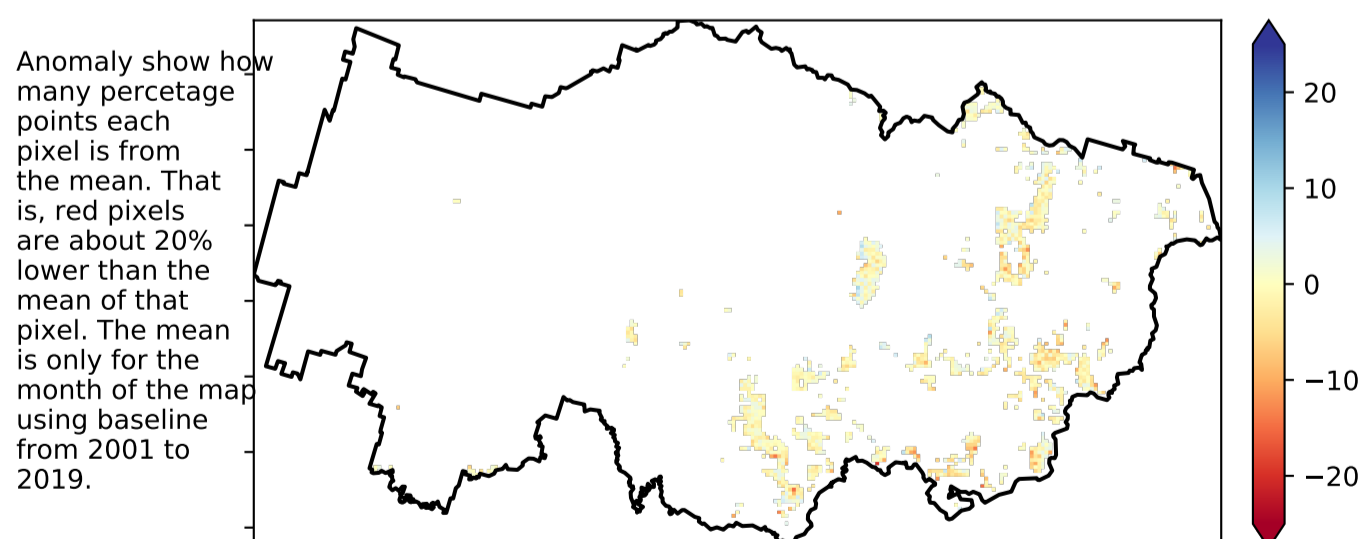 Anomaly show how
many percetage
points each
pixel is from
the mean. That
is, red pixels
are about 20%
lower than the
mean of that
pixel. The mean
is only for the
month of the map
using baseline
from 2001 to
2019.
20
10
0
−10
−20